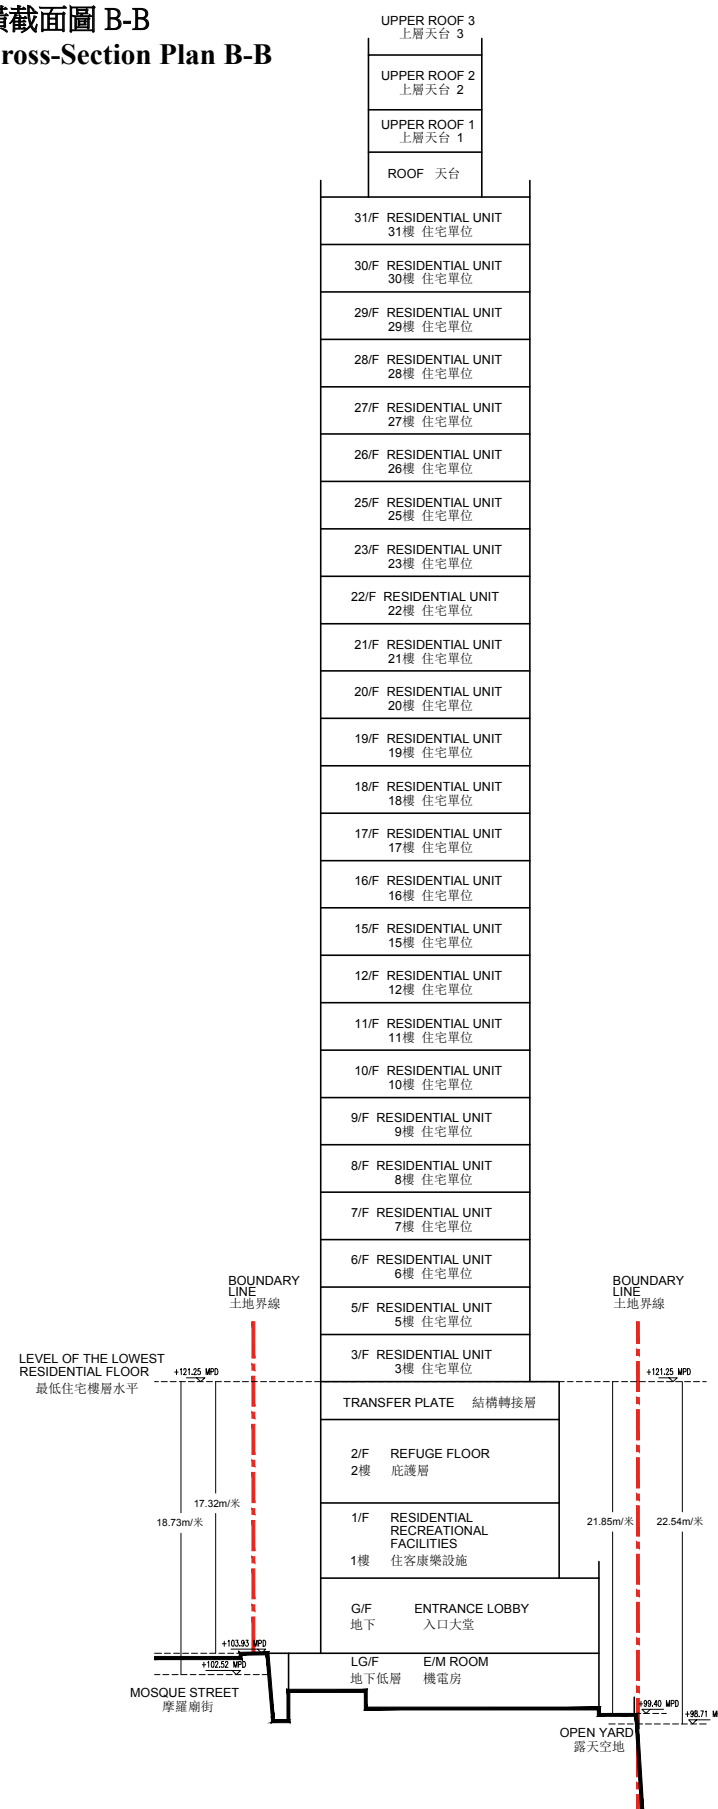 橫截面圖 B-B
ross-Section Plan B-B
UPPER ROOF 3
上層天台 3
UPPER ROOF 2
上層天台 2
UPPER ROOF 1
上層天台 1
ROOF 天台
31/F RESIDENTIAL UNIT
31樓 住宅單位
30/F RESIDENTIAL UNIT
30樓 住宅單位
29/F RESIDENTIAL UNIT
29樓 住宅單位
28/F RESIDENTIAL UNIT
28樓 住宅單位
27/F RESIDENTIAL UNIT
27樓 住宅單位
26/F RESIDENTIAL UNIT
26樓 住宅單位
25/F RESIDENTIAL UNIT
25樓 住宅單位
23/F RESIDENTIAL UNIT
23樓 住宅單位
22/F RESIDENTIAL UNIT
22樓 住宅單位
21/F RESIDENTIAL UNIT
21樓 住宅單位
20/F RESIDENTIAL UNIT
20樓 住宅單位
19/F RESIDENTIAL UNIT
19樓 住宅單位
18/F RESIDENTIAL UNIT
18樓 住宅單位
17/F RESIDENTIAL UNIT
17樓 住宅單位
16/F RESIDENTIAL UNIT
16樓 住宅單位
15/F RESIDENTIAL UNIT
15樓 住宅單位
12/F RESIDENTIAL UNIT
12樓 住宅單位
11/F RESIDENTIAL UNIT
11樓 住宅單位
10/F RESIDENTIAL UNIT
10樓 住宅單位
9/F RESIDENTIAL UNIT
9樓 住宅單位
8/F RESIDENTIAL UNIT
8樓 住宅單位
7/F RESIDENTIAL UNIT
7樓 住宅單位
6/F RESIDENTIAL UNIT
6樓 住宅單位
5/F RESIDENTIAL UNIT
5樓 住宅單位
3/F RESIDENTIAL UNIT
3樓 住宅單位
BOUNDARY
LINE
土地界線
BOUNDARY
LINE
土地界線
LEVEL OF THE LOWEST
RESIDENTIAL FLOOR
最低住宅樓層水平
+121.25 MPD
+121.25 MPD
TRANSFER PLATE 結構轉接層
2/F REFUGE FLOOR
2樓 庇護層
17.32m/米
18.73m/米
21.85m/米
22.54m/米
1/F RESIDENTIAL
RECREATIONAL
FACILITIES
1樓 住客康樂設施
G/F ENTRANCE LOBBY
地下 入口大堂
+103.93 MPD
+102.52 MPD
LG/F E/M ROOM
地下低層 機電房
MOSQUE STREET
摩羅廟街
+99.40 MPD
+98.71 M
OPEN YARD
露天空地